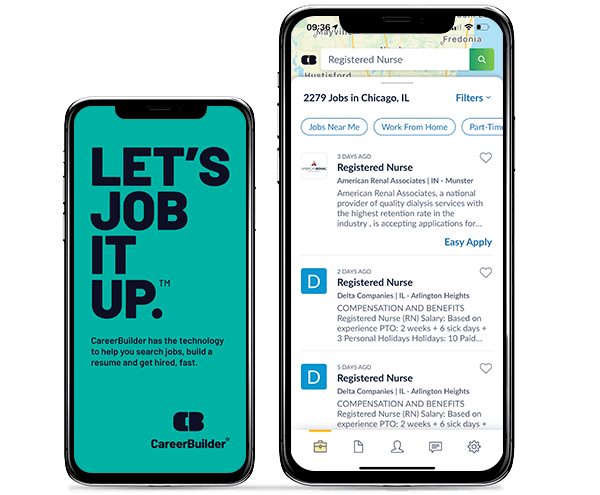 LET'S
JOB
IT
UP.™
CareerBuilder has the technology
to help you search jobs, build a
resume and get hired, fast.
CB
CareerBuilder
09:36
Mayville
Fredonia
CB Registered Nurse
Hustisford
2279 Jobs in Chicago, IL Filters
Jobs Near Me Work From Home Part-Time
3 DAYS AGO
Registered Nurse
AMERICAN RENAL
American Renal Associates | IN - Munster
American Renal Associates, a national
provider of quality dialysis services with
the highest retention rate in the
industry , is accepting applications for...
Easy Apply
2 DAYS AGO
D Registered Nurse
Delta Companies | IL - Arlington Heights
COMPENSATION AND BENEFITS
Registered Nurse (RN) Salary: Based on
experience PTO: 2 weeks + 6 sick days +
3 Personal Holidays Holidays: 10 Paid...
5 DAYS AGO
D Registered Nurse
Delta Companies | IL - Arlington Heights
COMPENSATION AND BENEFITS
Registered Nurse (RN) Salary: Based on
experience PTO: 2 weeks + 6 sick days +